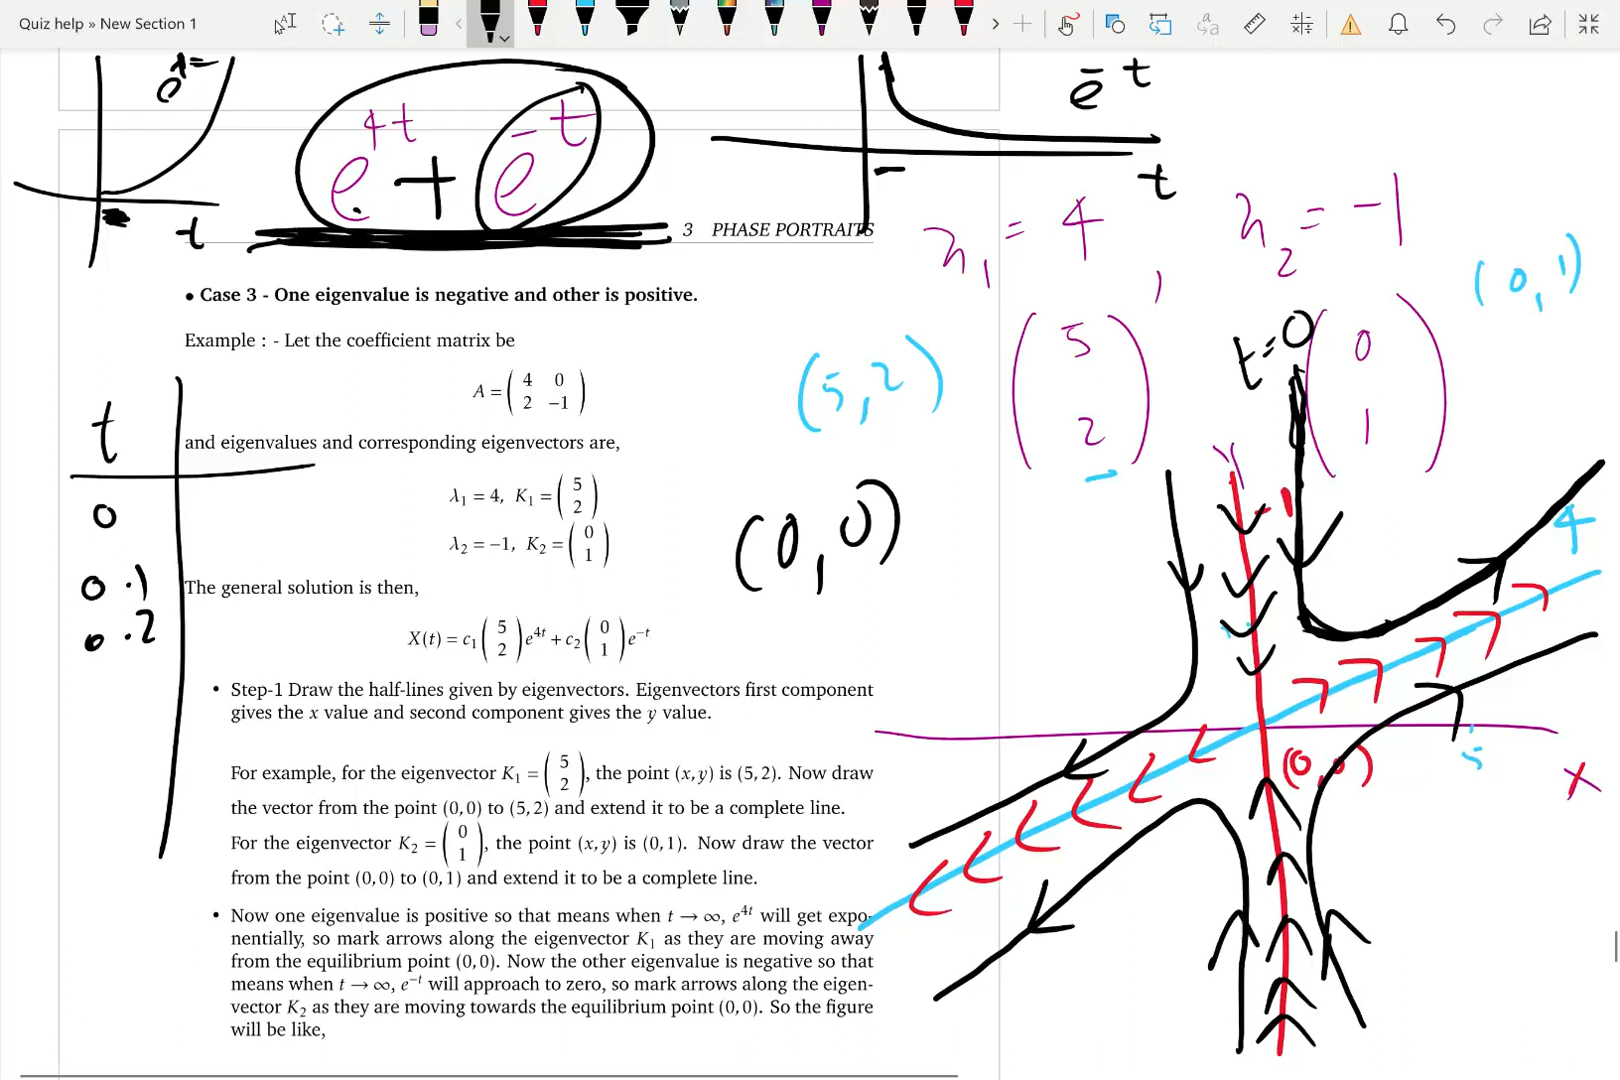 Quiz help » New Section 1
e^{4t} + e^{-t}
e^{-t}
t
t
3 PHASE PORTRAITS
λ₁ = 4 , λ₂ = -1
(0,1)
• Case 3 - One eigenvalue is negative and other is positive.
Example : - Let the coefficient matrix be
A = ( 4 0
2 −1 )
and eigenvalues and corresponding eigenvectors are,
λ₁ = 4, K₁ = ( 5
2 )
λ₂ = −1, K₂ = ( 0
1 )
The general solution is then,
X(t) = c₁ ( 5
2 ) e^{4t} + c₂ ( 0
1 ) e^{−t}
• Step-1 Draw the half-lines given by eigenvectors. Eigenvectors first component
gives the x value and second component gives the y value.
For example, for the eigenvector K₁ = ( 5
2 ), the point (x, y) is (5,2). Now draw
the vector from the point (0,0) to (5,2) and extend it to be a complete line.
For the eigenvector K₂ = ( 0
1 ), the point (x, y) is (0,1). Now draw the vector
from the point (0,0) to (0,1) and extend it to be a complete line.
• Now one eigenvalue is positive so that means when t → ∞, e^{4t} will get expo-
nentially, so mark arrows along the eigenvector K₁ as they are moving away
from the equilibrium point (0,0). Now the other eigenvalue is negative so that
means when t → ∞, e^{−t} will approach to zero, so mark arrows along the eigen-
vector K₂ as they are moving towards the equilibrium point (0,0). So the figure
will be like,
t
0
0.1
0.2
(5,2)
( 5
2 )
t=0
( 0
1 )
(0,0)
y
-1
4
(0,0)
5
x